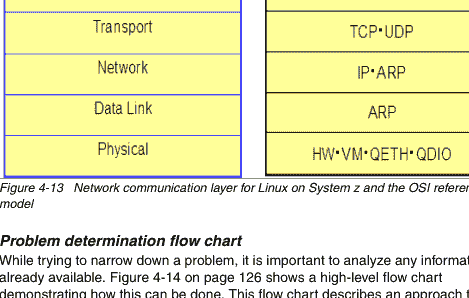 Transport TCP•UDP
Network IP•ARP
Data Link ARP
Physical HW•VM•QETH•QDIO
Figure 4-13 Network communication layer for Linux on System z and the OSI
model
Problem determination flow chart
While trying to narrow down a problem, it is important to analyze any
already available. Figure 4-14 on page 126 shows a high-level flow chart
demonstrating how this can be done. This flow chart describes an approach